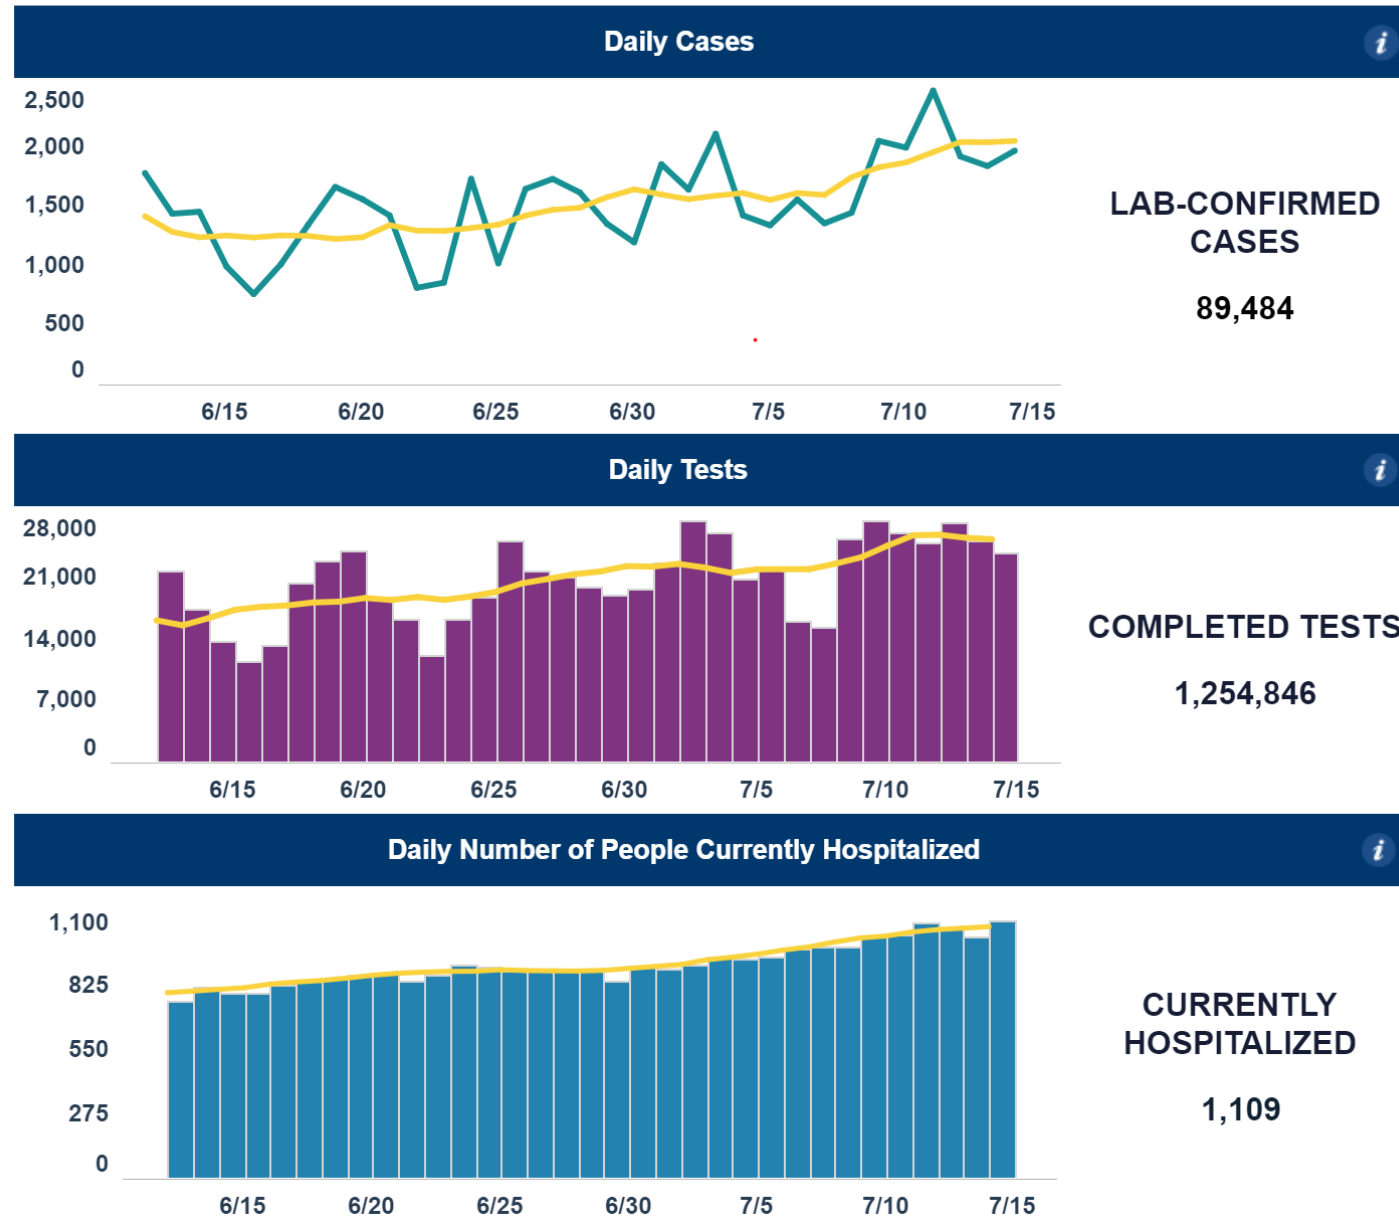 Daily Cases
i
2,500
2,000
1,500
1,000
500
0
6/15 6/20 6/25 6/30 7/5 7/10 7/15
LAB-CONFIRMED
CASES
89,484
Daily Tests
i
28,000
21,000
14,000
7,000
0
6/15 6/20 6/25 6/30 7/5 7/10 7/15
COMPLETED TESTS
1,254,846
Daily Number of People Currently Hospitalized
i
1,100
825
550
275
0
6/15 6/20 6/25 6/30 7/5 7/10 7/15
CURRENTLY
HOSPITALIZED
1,109